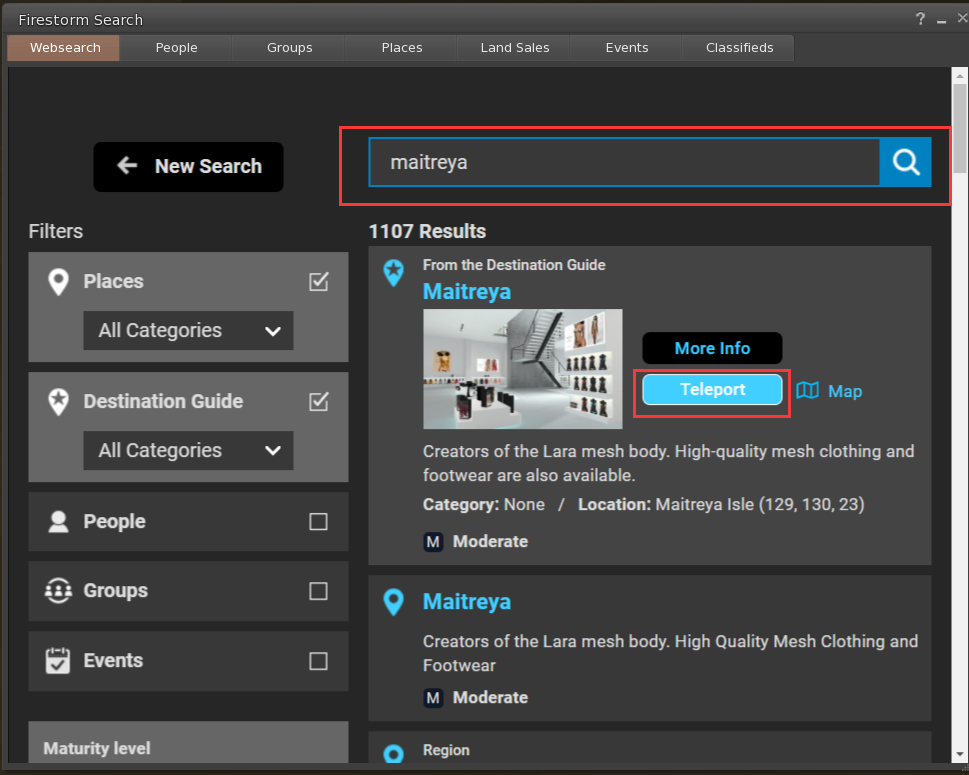 Firestorm Search
?
Websearch People Groups Places Land Sales Events Classifieds
New Search
maitreya
Filters
Places
All Categories
Destination Guide
All Categories
People
Groups
Events
Maturity level
1107 Results
From the Destination Guide
Maitreya
More Info
Teleport
Map
Creators of the Lara mesh body. High-quality mesh clothing and
footwear are also available.
Category: None / Location: Maitreya Isle (129, 130, 23)
M Moderate
Maitreya
Creators of the Lara mesh body. High Quality Mesh Clothing and
Footwear
M Moderate
Region